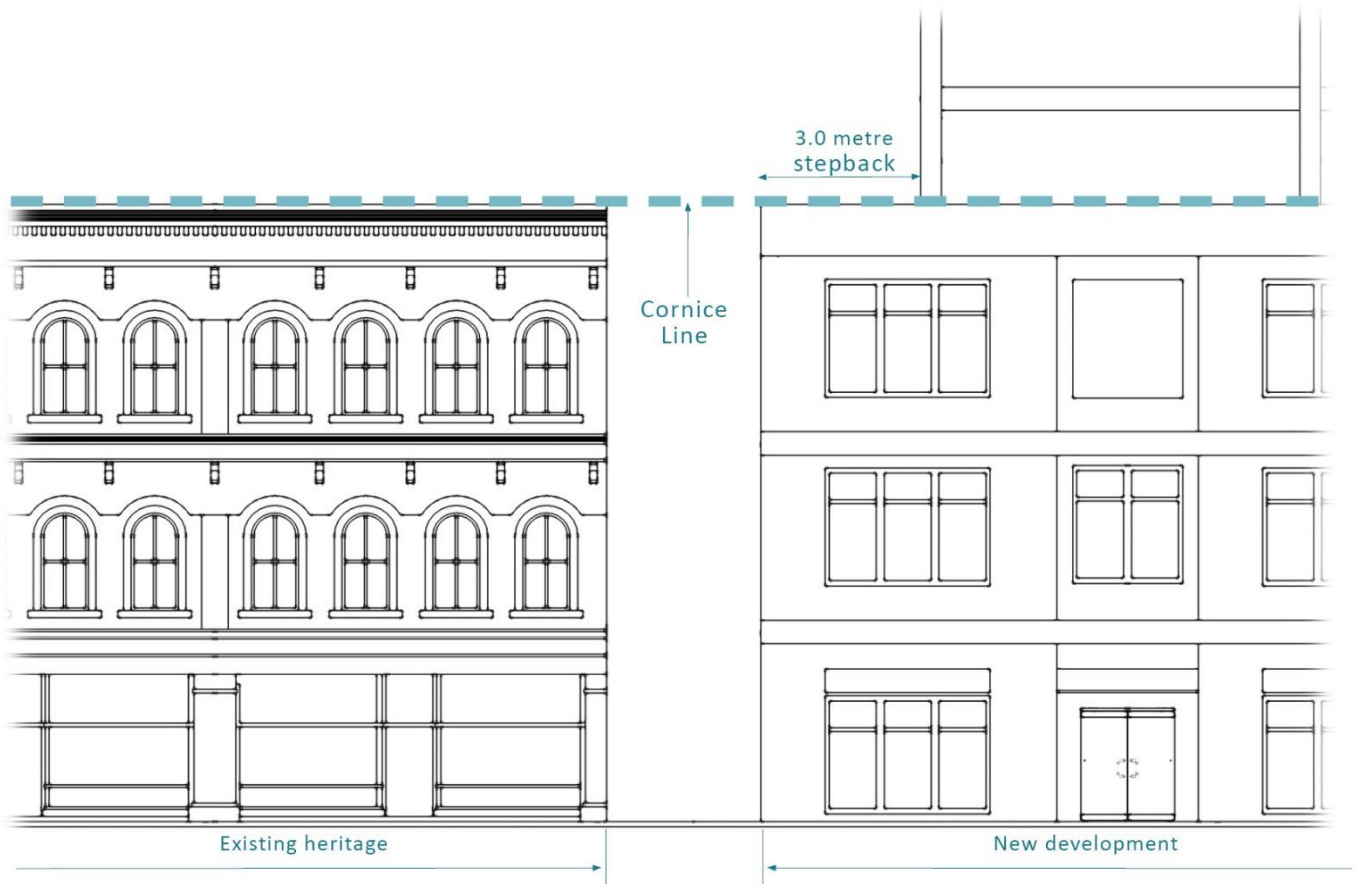 3.0 metre
stepback
Cornice
Line
Existing heritage
New development